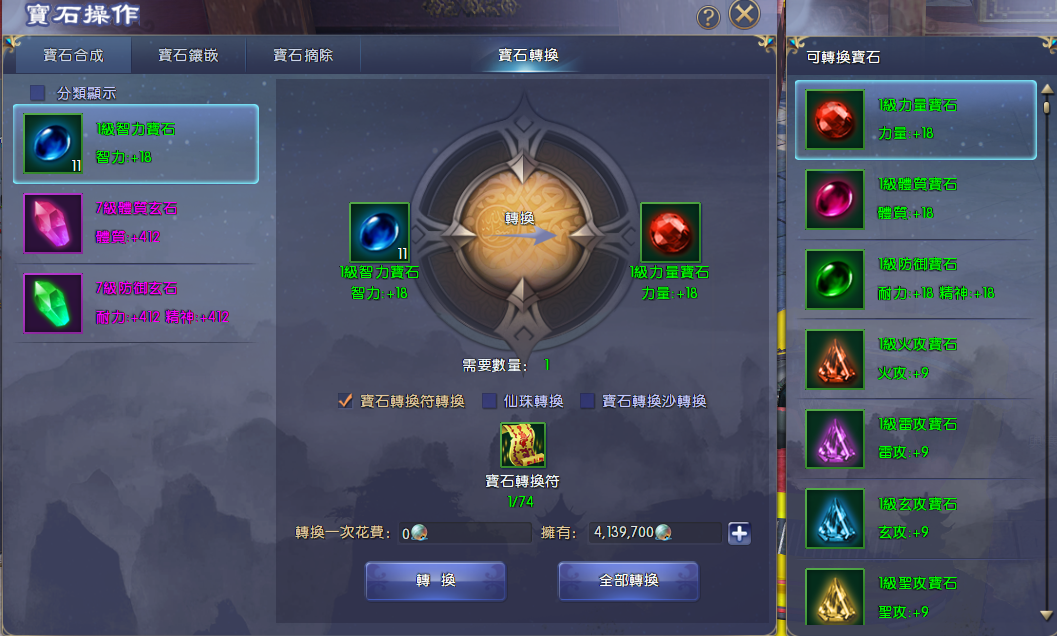 寶石操作
寶石合成
寶石鑲嵌
寶石摘除
寶石轉換
分類顯示
1級智力寶石
11
智力:+18
7級體質玄石
體質:+412
7級防御玄石
耐力:+412 精神:+412
轉換
11
1級智力寶石
智力:+18
1級力量寶石
力量:+18
需要數量: 1
寶石轉換符轉換
仙珠轉換
寶石轉換沙轉換
寶石轉換符
1/74
轉換一次花費: 0
擁有: 4,139,700
轉 換
全部轉換
可轉換寶石
1級力量寶石
力量:+18
1級體質寶石
體質:+18
1級防御寶石
耐力:+18 精神:+18
1級火攻寶石
火攻:+9
1級雷攻寶石
雷攻:+9
1級玄攻寶石
玄攻:+9
1級聖攻寶石
聖攻:+9